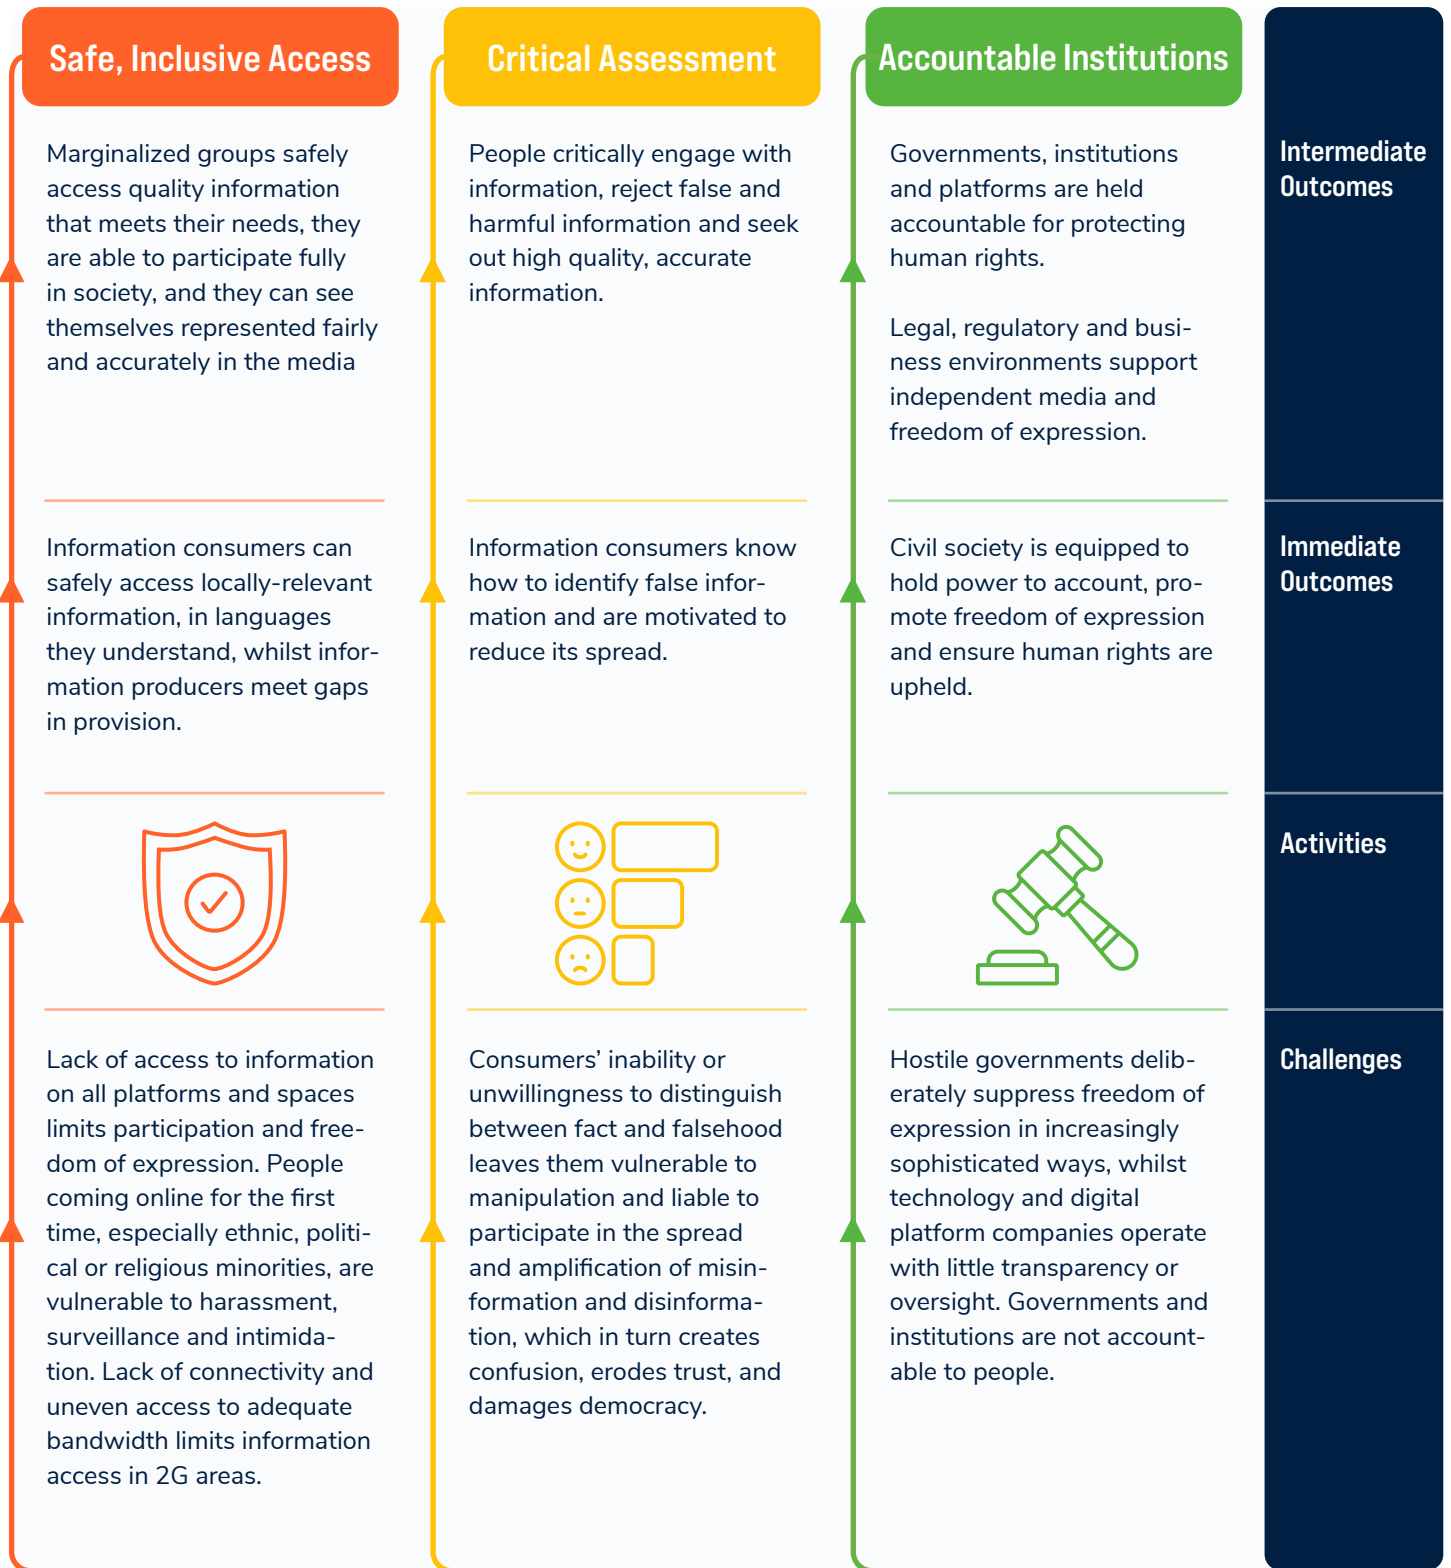 Safe, Inclusive Access
Marginalized groups safely
access quality information
that meets their needs, they
are able to participate fully
in society, and they can see
themselves represented fairly
and accurately in the media
Information consumers can
safely access locally-relevant
information, in languages
they understand, whilst infor-
mation producers meet gaps
in provision.
Lack of access to information
on all platforms and spaces
limits participation and free-
dom of expression. People
coming online for the first
time, especially ethnic, politi-
cal or religious minorities, are
vulnerable to harassment,
surveillance and intimida-
tion. Lack of connectivity and
uneven access to adequate
bandwidth limits information
access in 2G areas.
Critical Assessment
People critically engage with
information, reject false and
harmful information and seek
out high quality, accurate
information.
Information consumers know
how to identify false infor-
mation and are motivated to
reduce its spread.
Consumers’ inability or
unwillingness to distinguish
between fact and falsehood
leaves them vulnerable to
manipulation and liable to
participate in the spread
and amplification of misin-
formation and disinforma-
tion, which in turn creates
confusion, erodes trust, and
damages democracy.
Accountable Institutions
Governments, institutions
and platforms are held
accountable for protecting
human rights.
Legal, regulatory and busi-
ness environments support
independent media and
freedom of expression.
Civil society is equipped to
hold power to account, pro-
mote freedom of expression
and ensure human rights are
upheld.
Hostile governments delib-
erately suppress freedom of
expression in increasingly
sophisticated ways, whilst
technology and digital
platform companies operate
with little transparency or
oversight. Governments and
institutions are not account-
able to people.
Intermediate
Outcomes
Immediate
Outcomes
Activities
Challenges